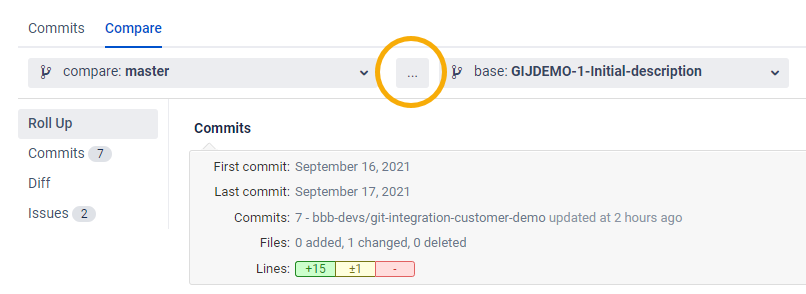 Commits Compare
compare: master ... base: GIJDEMO-1-Initial-description
Roll Up
Commits 7
Diff
Issues 2
Commits
First commit: September 16, 2021
Last commit: September 17, 2021
Commits: 7 - bbb-devs/git-integration-customer-demo updated at 2 hours ago
Files: 0 added, 1 changed, 0 deleted
Lines: +15 ±1 -